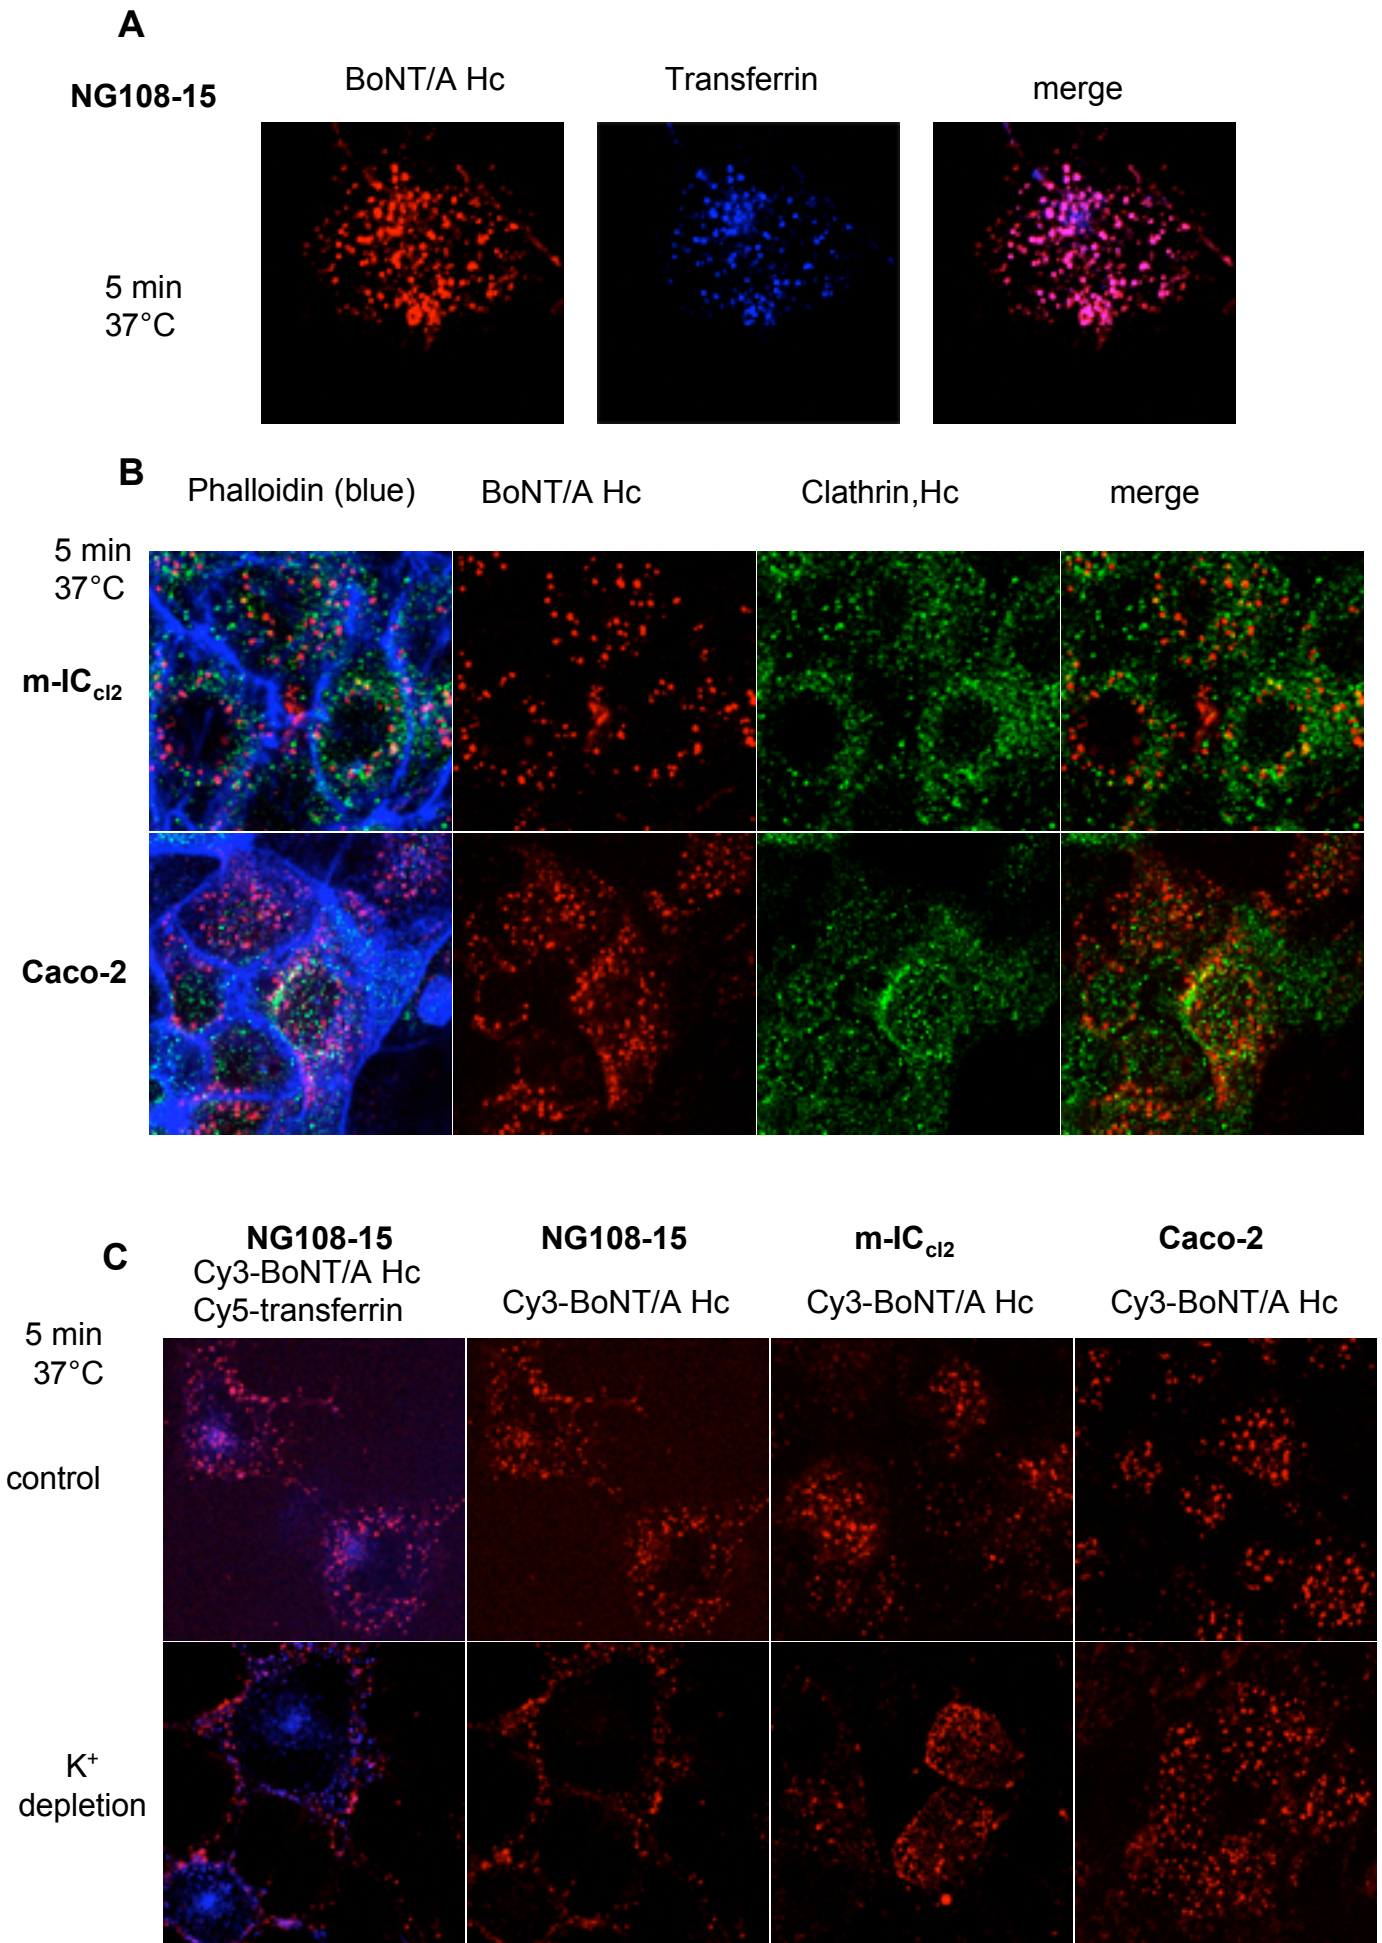 A
NG108-15
BoNT/A Hc
Transferrin
merge
5 min
37°C
B
Phalloidin (blue)
BoNT/A Hc
Clathrin,Hc
merge
5 min
37°C
m-ICcl2
Caco-2
C
NG108-15
Cy3-BoNT/A Hc
Cy5-transferrin
NG108-15
Cy3-BoNT/A Hc
m-ICcl2
Cy3-BoNT/A Hc
Caco-2
Cy3-BoNT/A Hc
5 min
37°C
control
K+
depletion